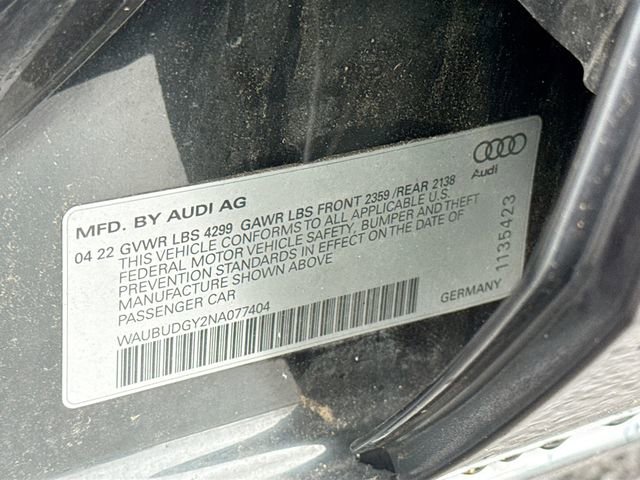 Audi
MFD. BY AUDI AG
04 22 GVWR LBS 4299 GAWR LBS FRONT 2359 /REAR 2138
THIS VEHICLE CONFORMS TO ALL APPLICABLE U.S.
FEDERAL MOTOR VEHICLE SAFETY, BUMPER AND THEFT
PREVENTION STANDARDS IN EFFECT ON THE DATE OF
MANUFACTURE SHOWN ABOVE
PASSENGER CAR
WAUBUDGY2NA077404
GERMANY
1135423